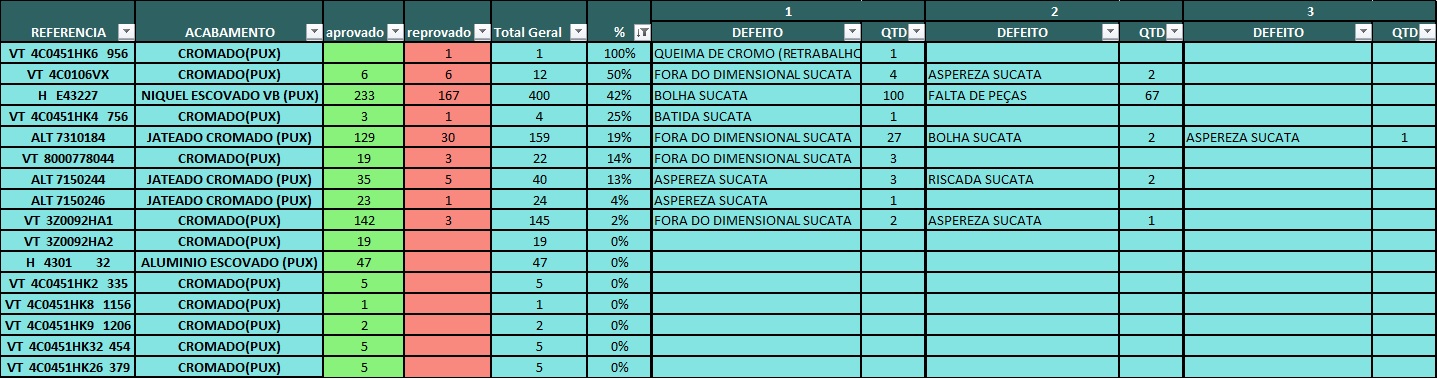 1 2 3
REFERENCIA ACABAMENTO aprovado reprovado Total Geral % DEFEITO QTD DEFEITO QTD DEFEITO QTD
VT 4C0451HK6 956 CROMADO(PUX) 1 1 100% QUEIMA DE CROMO (RETRABALHO 1
VT 4C0106VX CROMADO(PUX) 6 6 12 50% FORA DO DIMENSIONAL SUCATA 4 ASPEREZA SUCATA 2
H E43227 NIQUEL ESCOVADO VB (PUX) 233 167 400 42% BOLHA SUCATA 100 FALTA DE PEÇAS 67
VT 4C0451HK4 756 CROMADO(PUX) 3 1 4 25% BATIDA SUCATA 1
ALT 7310184 JATEADO CROMADO (PUX) 129 30 159 19% FORA DO DIMENSIONAL SUCATA 27 BOLHA SUCATA 2 ASPEREZA SUCATA 1
VT 8000778044 CROMADO(PUX) 19 3 22 14% FORA DO DIMENSIONAL SUCATA 3
ALT 7150244 JATEADO CROMADO (PUX) 35 5 40 13% ASPEREZA SUCATA 3 RISCADA SUCATA 2
ALT 7150246 JATEADO CROMADO (PUX) 23 1 24 4% ASPEREZA SUCATA 1
VT 3Z0092HA1 CROMADO(PUX) 142 3 145 2% FORA DO DIMENSIONAL SUCATA 2 ASPEREZA SUCATA 1
VT 3Z0092HA2 CROMADO(PUX) 19 19 0%
H 4301 32 ALUMINIO ESCOVADO (PUX) 47 47 0%
VT 4C0451HK2 335 CROMADO(PUX) 5 5 0%
VT 4C0451HK8 1156 CROMADO(PUX) 1 1 0%
VT 4C0451HK9 1206 CROMADO(PUX) 2 2 0%
VT 4C0451HK32 454 CROMADO(PUX) 5 5 0%
VT 4C0451HK26 379 CROMADO(PUX) 5 5 0%